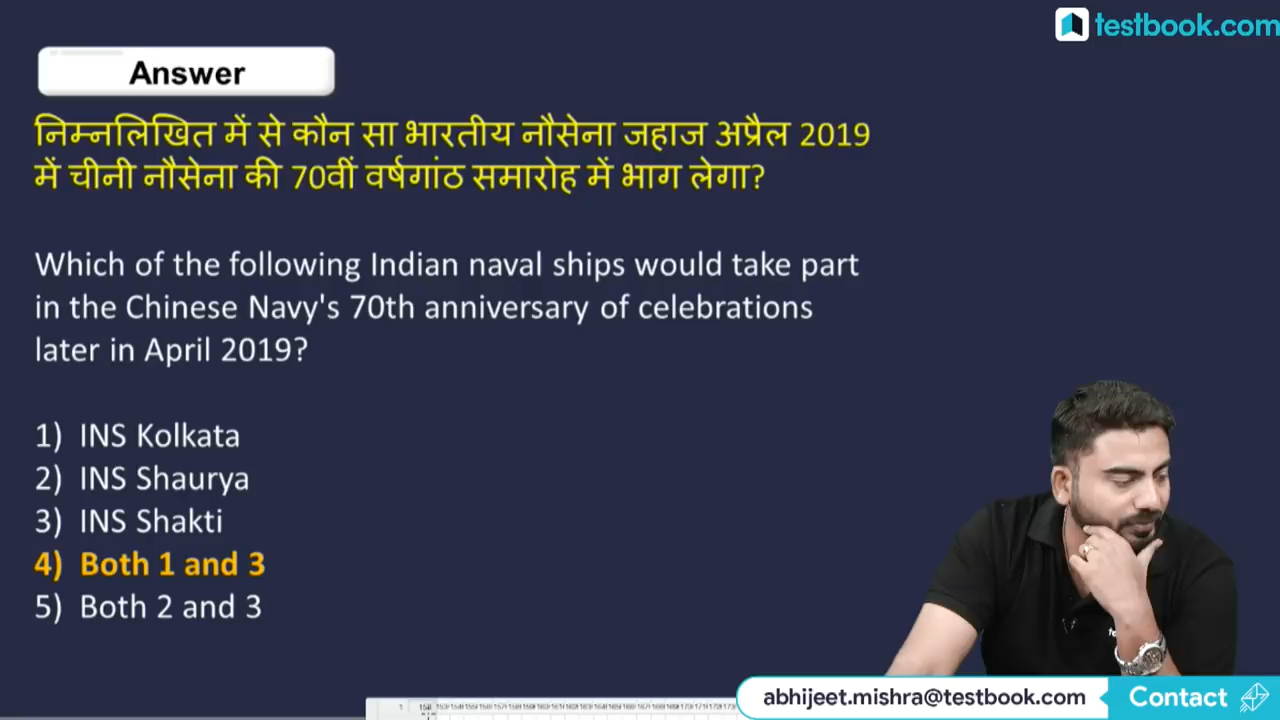 testbook.com
Answer
निम्नलिखित में से कौन सा भारतीय नौसेना जहाज अप्रैल 2019
में चीनी नौसेना की 70वीं वर्षगांठ समारोह में भाग लेगा?
Which of the following Indian naval ships would take part
in the Chinese Navy's 70th anniversary of celebrations
later in April 2019?
1) INS Kolkata
2) INS Shaurya
3) INS Shakti
4) Both 1 and 3
5) Both 2 and 3
abhijeet.mishra@testbook.com Contact